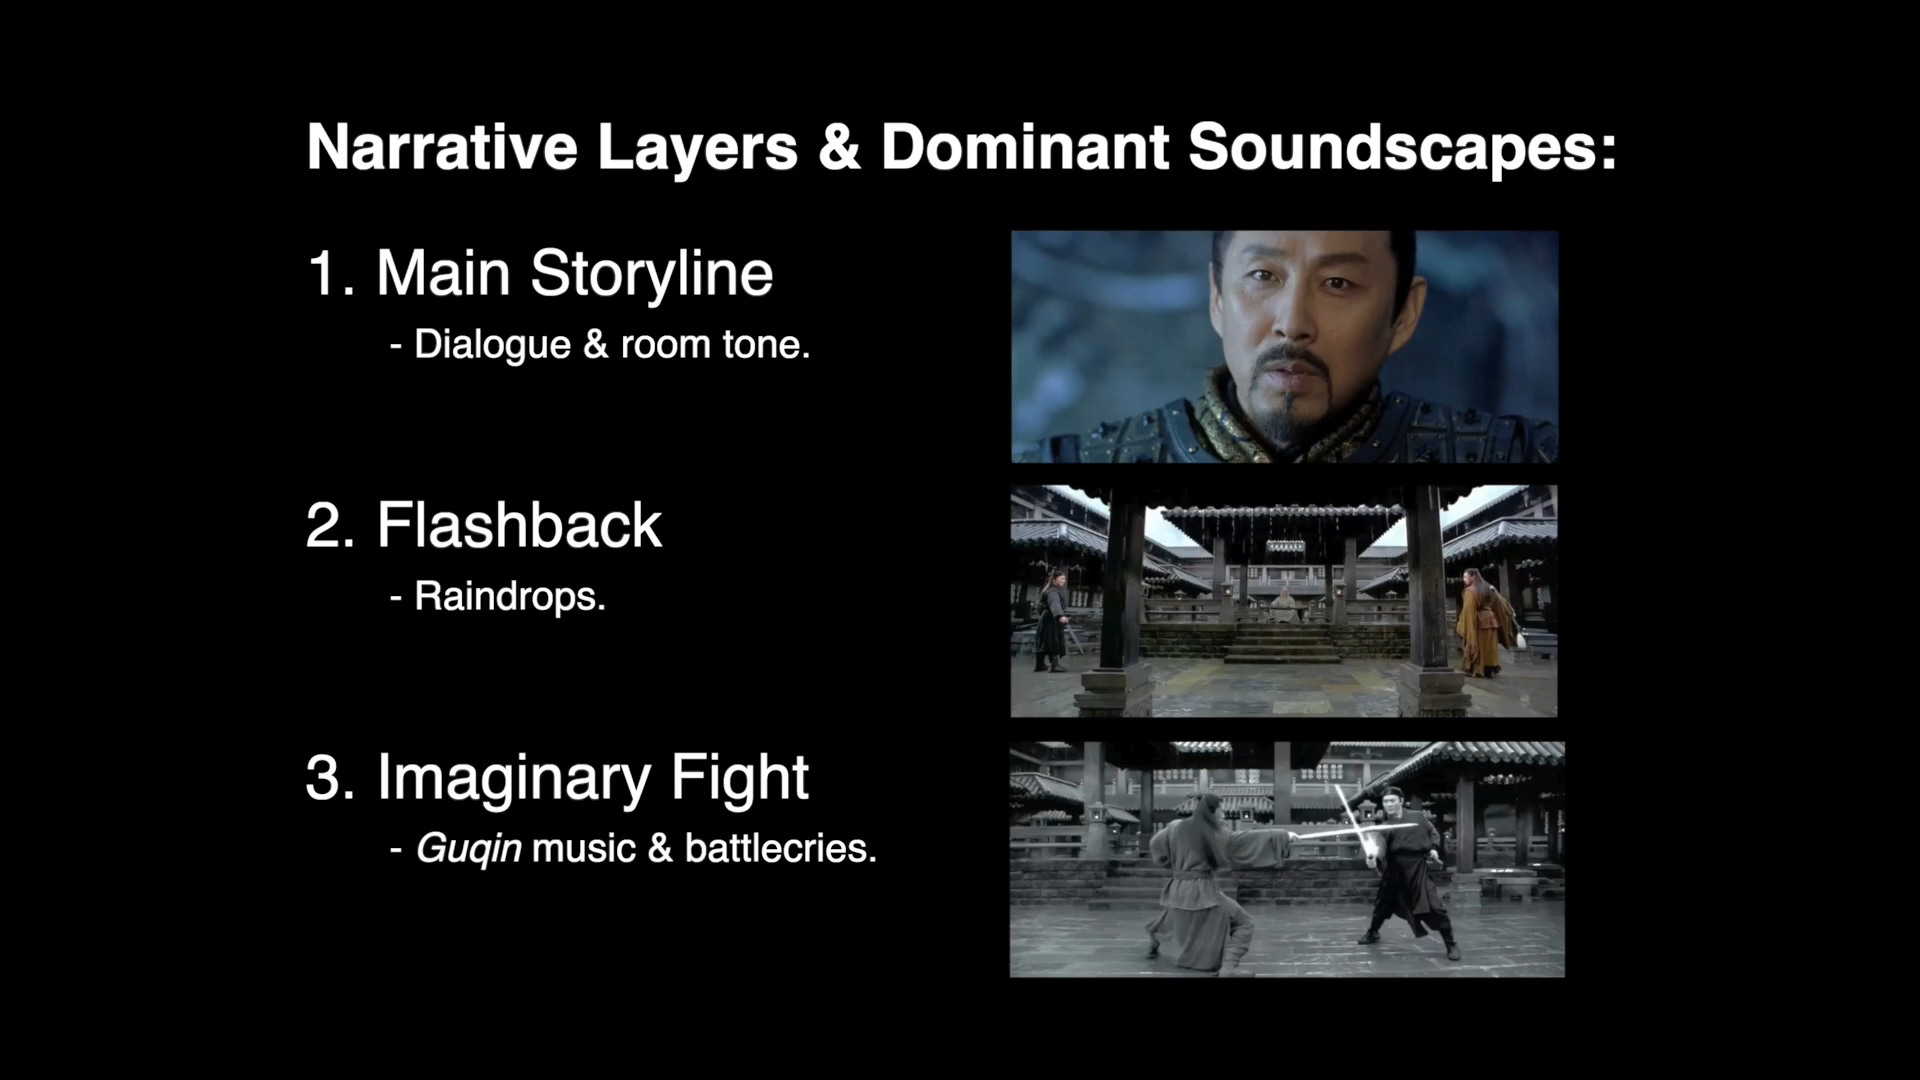 Narrative Layers & Dominant Soundscapes:
1. Main Storyline
- Dialogue & room tone.
2. Flashback
- Raindrops.
3. Imaginary Fight
- Guqin music & battlecries.